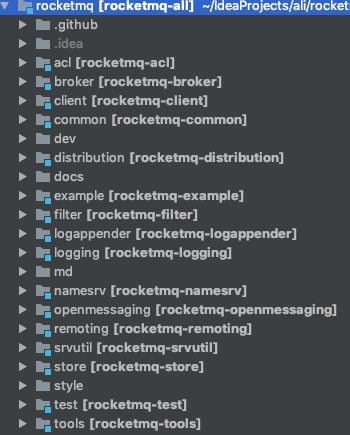 rocketmq [rocketmq-all] ~/IdeaProjects/ali/rocket
.github
.idea
acl [rocketmq-acl]
broker [rocketmq-broker]
client [rocketmq-client]
common [rocketmq-common]
dev
distribution [rocketmq-distribution]
docs
example [rocketmq-example]
filter [rocketmq-filter]
logappender [rocketmq-logappender]
logging [rocketmq-logging]
md
namesrv [rocketmq-namesrv]
openmessaging [rocketmq-openmessaging]
remoting [rocketmq-remoting]
srvutil [rocketmq-srvutil]
store [rocketmq-store]
style
test [rocketmq-test]
tools [rocketmq-tools]